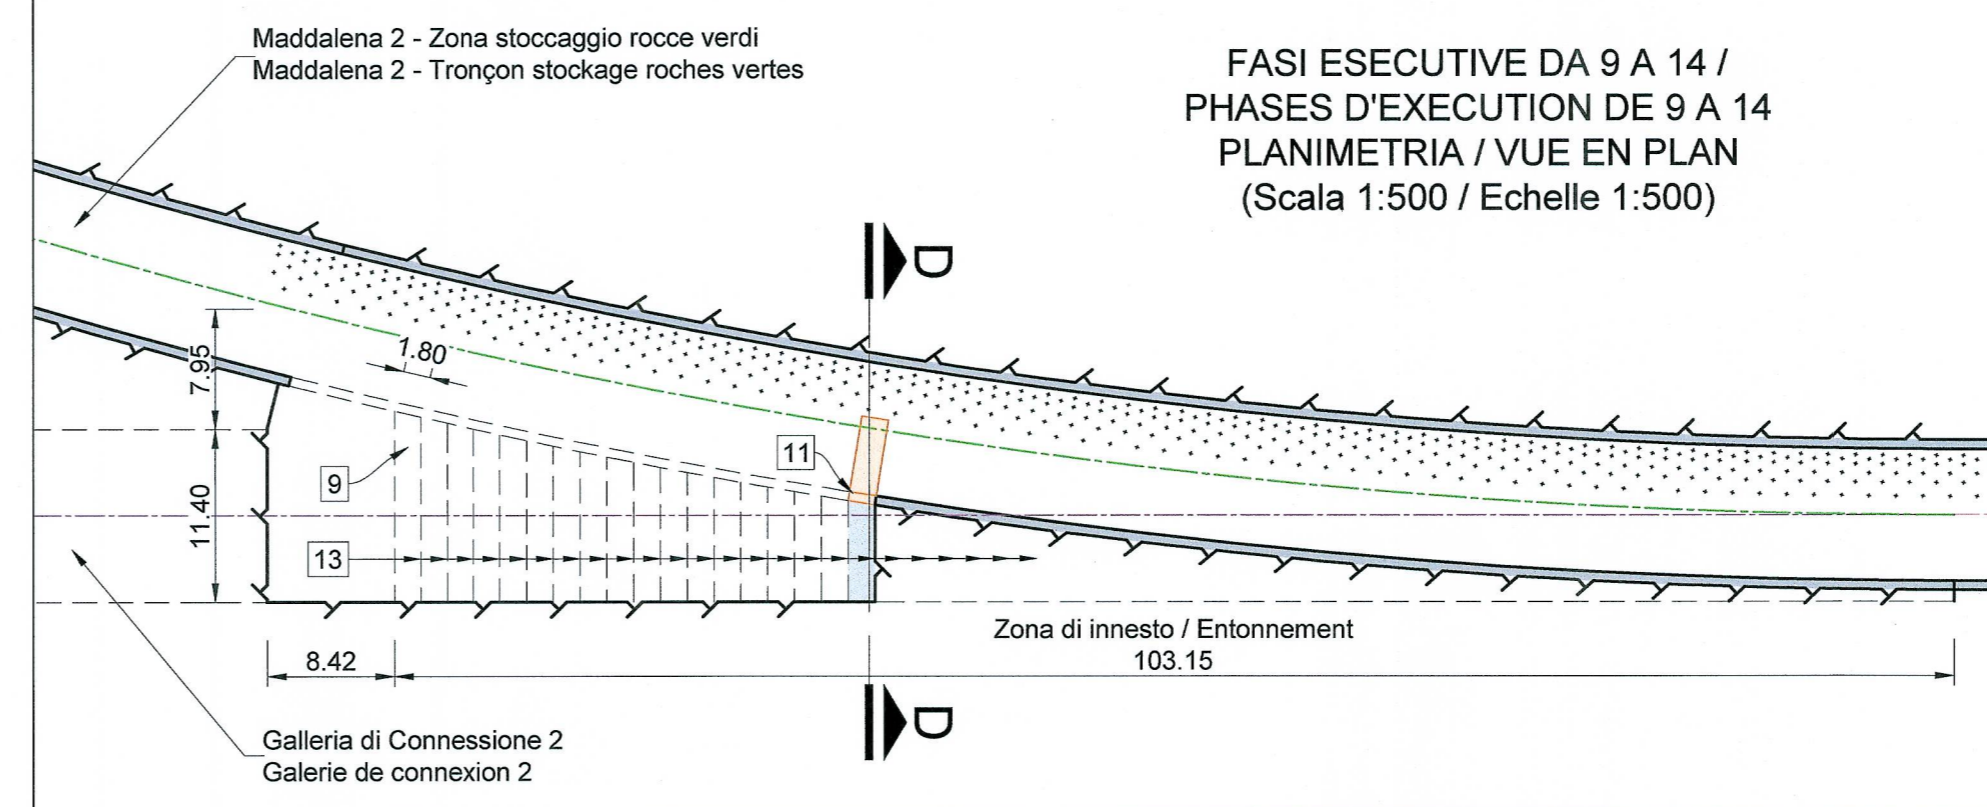 Maddalena 2 - Zona stoccaggio rocce verdi
Maddalena 2 - Tronçon stockage roches vertes
FASI ESECUTIVE DA 9 A 14 /
PHASES D'EXECUTION DE 9 A 14
PLANIMETRIA / VUE EN PLAN
(Scala 1:500 / Echelle 1:500)
D
7.95
1.80
11
9
11.40
13
Zona di innesto / Entonnement
8.42
103.15
D
Galleria di Connessione 2
Galerie de connexion 2